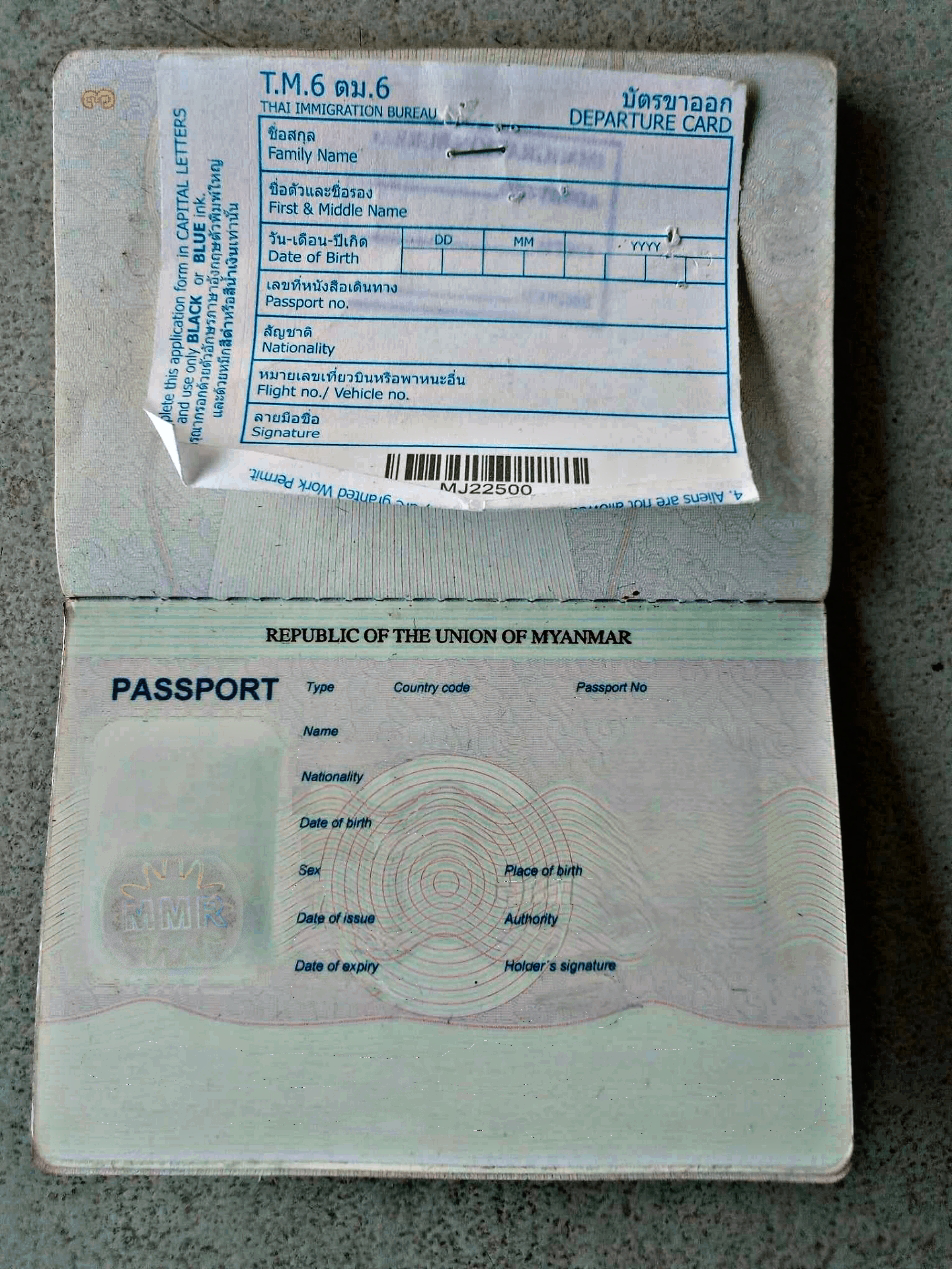 3
T.M.6 ตม.6
THAI IMMIGRATION BUREAU
บัตรขาออก
DEPARTURE CARD
plete this application form in CAPITAL LETTERS
and use only BLACK or BLUE ink.
รุณากรอกด้วยตัวอักษรภาษาอังกฤษตัวพิมพ์ใหญ่
และด้วยหมึกสีดำหรือสีน้ำเงินเท่านั้น
ชื่อสกุล
Family Name
ชื่อตัวและชื่อรอง
First & Middle Name
วัน-เดือน-ปีเกิด
Date of Birth
DD MM YYYY
เลขที่หนังสือเดินทาง
Passport no.
สัญชาติ
Nationality
หมายเลขเที่ยวบินหรือพาหนะอื่น
Flight no./ Vehicle no.
ลายมือชื่อ
Signature
MJ22500
4. Aliens are not allowe
granted Work Permit.
REPUBLIC OF THE UNION OF MYANMAR
PASSPORT
Type Country code Passport No
Name
Nationality
Date of birth
Sex Place of birth
Date of issue Authority
Date of expiry Holder's signature
MMR